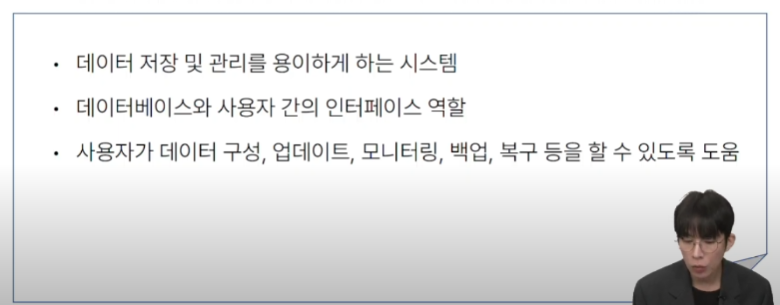 • 데이터 저장 및 관리를 용이하게 하는 시스템
• 데이터베이스와 사용자 간의 인터페이스 역할
• 사용자가 데이터 구성, 업데이트, 모니터링, 백업, 복구 등을 할 수 있도록 도움